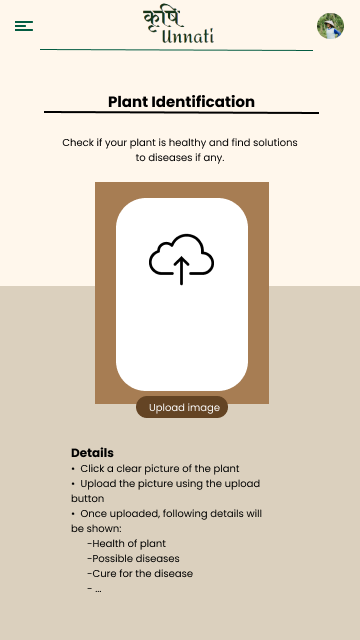 कृषि
Unnati
Plant Identification
Check if your plant is healthy and find solutions
to diseases if any.
Upload image
Details
• Click a clear picture of the plant
• Upload the picture using the upload
button
• Once uploaded, following details will
be shown:
-Health of plant
-Possible diseases
-Cure for the disease
- ...